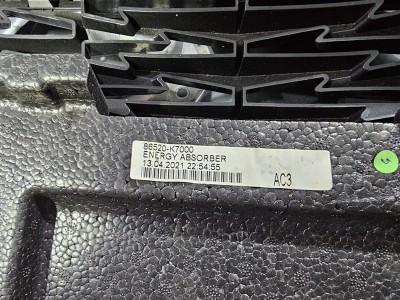 86520-K7000
ENERGY ABSORBER
13.04.2021 22:54:55
AC3